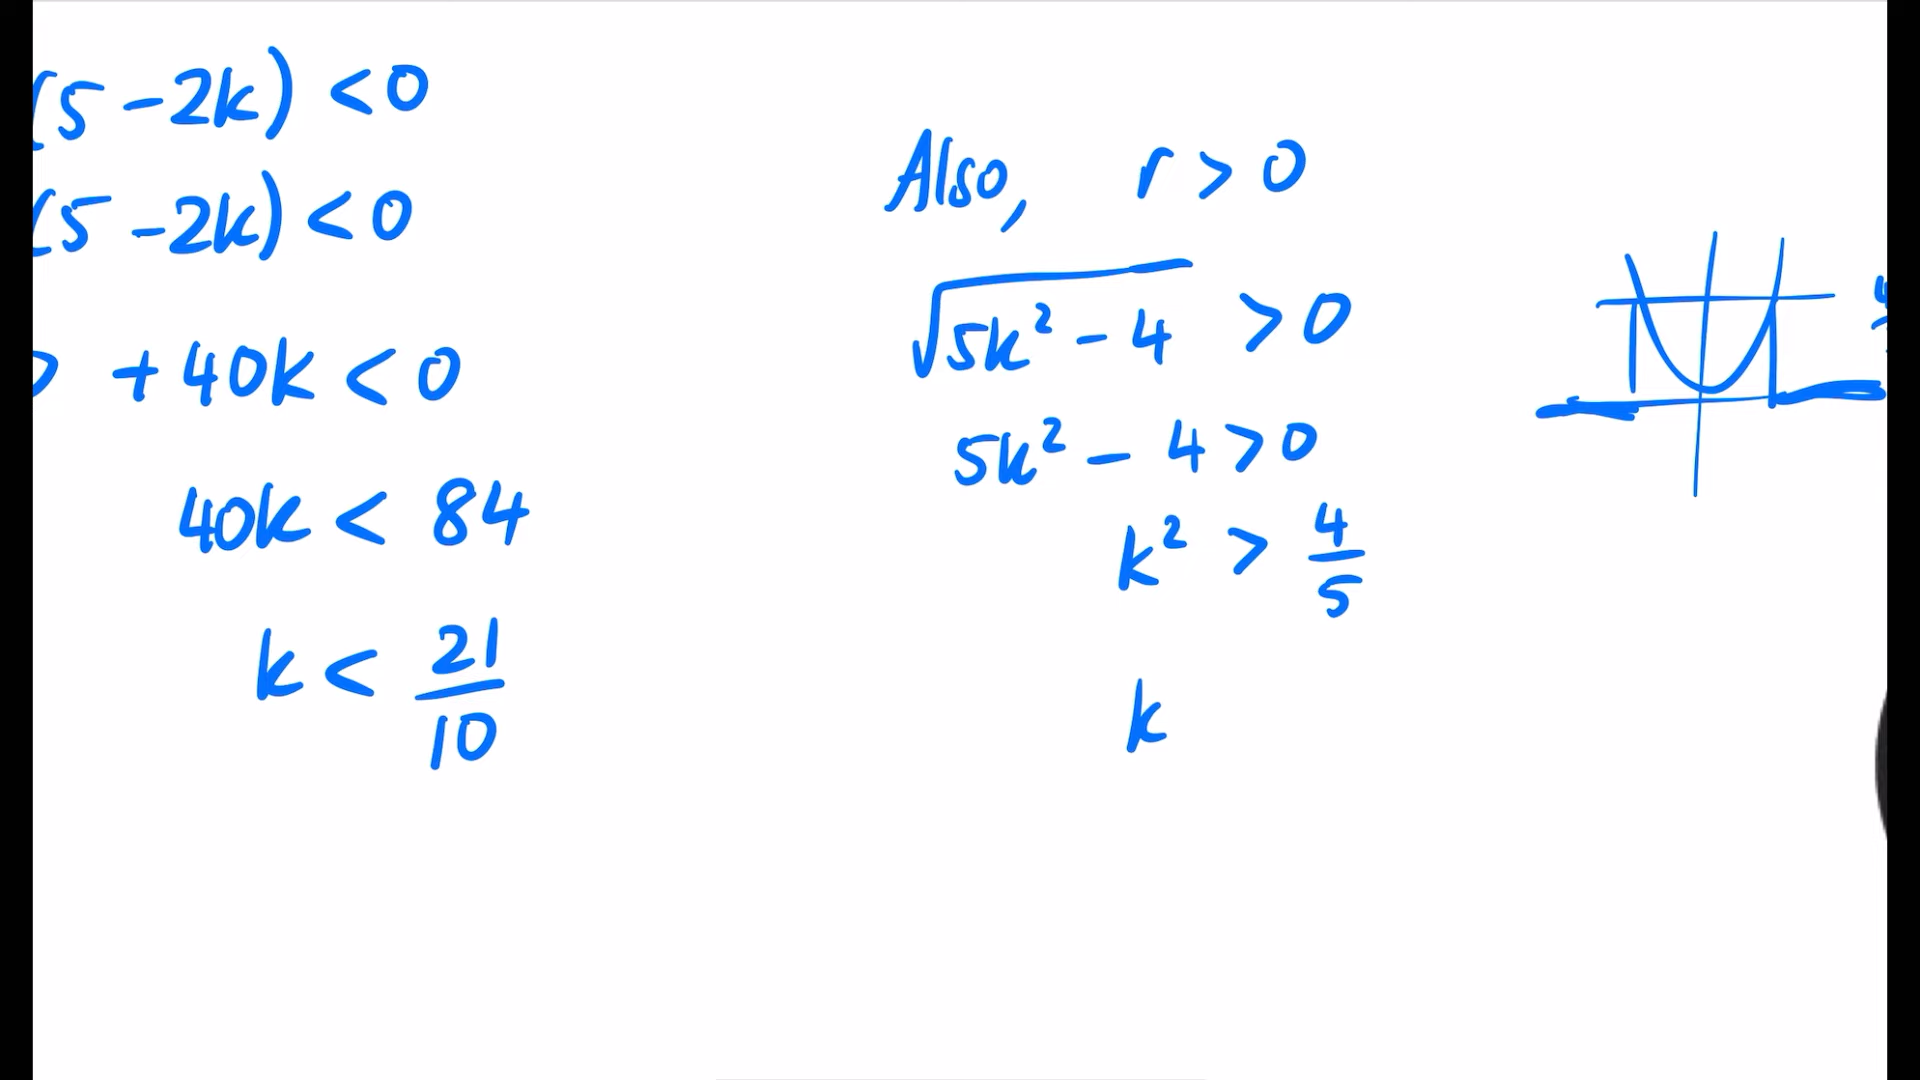 (5 - 2k) < 0
(5 - 2k) < 0
+ 40k < 0
40k < 84
k < 21/10
Also, r > 0
√(5k² - 4) > 0
5k² - 4 > 0
k² > 4/5
k